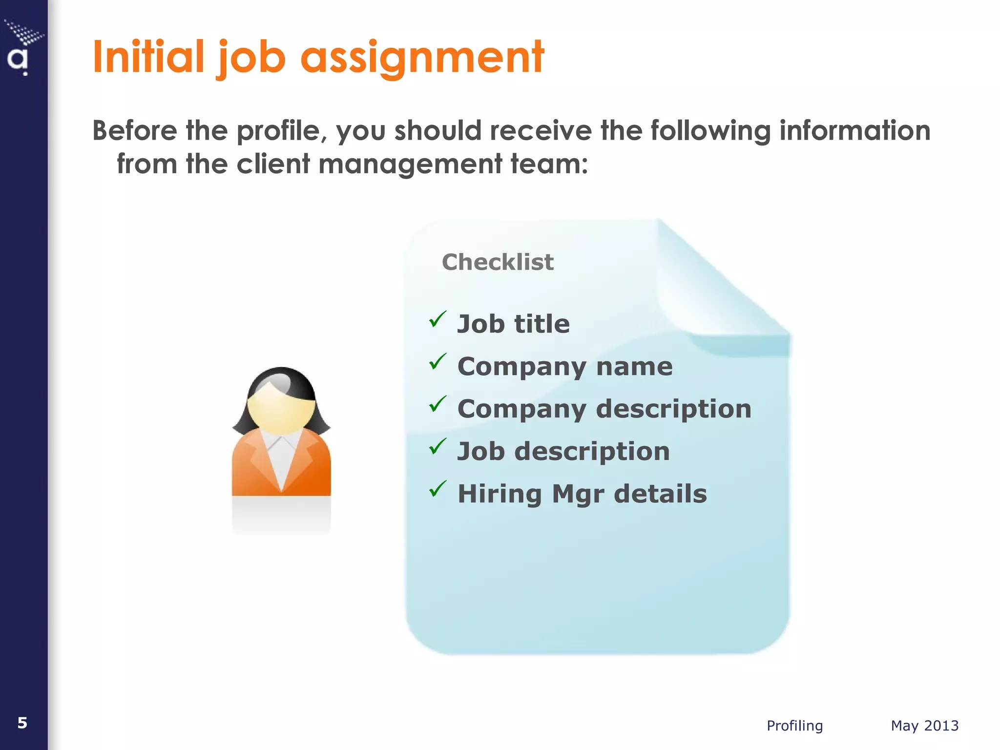 Initial job assignment
Before the profile, you should receive the following information
from the client management team:
Checklist
✓ Job title
✓ Company name
✓ Company description
✓ Job description
✓ Hiring Mgr details
a
5
Profiling
May 2013